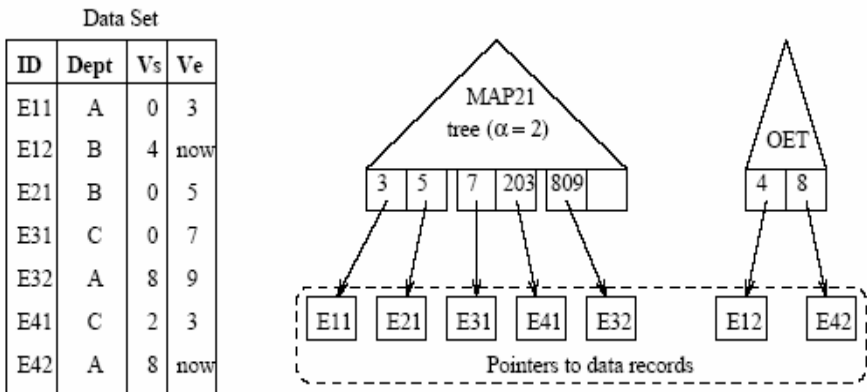 Data Set
ID Dept Vs Ve
E11 A 0 3
E12 B 4 now
E21 B 0 5
E31 C 0 7
E32 A 8 9
E41 C 2 3
E42 A 8 now
MAP21
tree (α = 2)
3 5 7 203 809
OET
4 8
E11 E21 E31 E41 E32 E12 E42
Pointers to data records